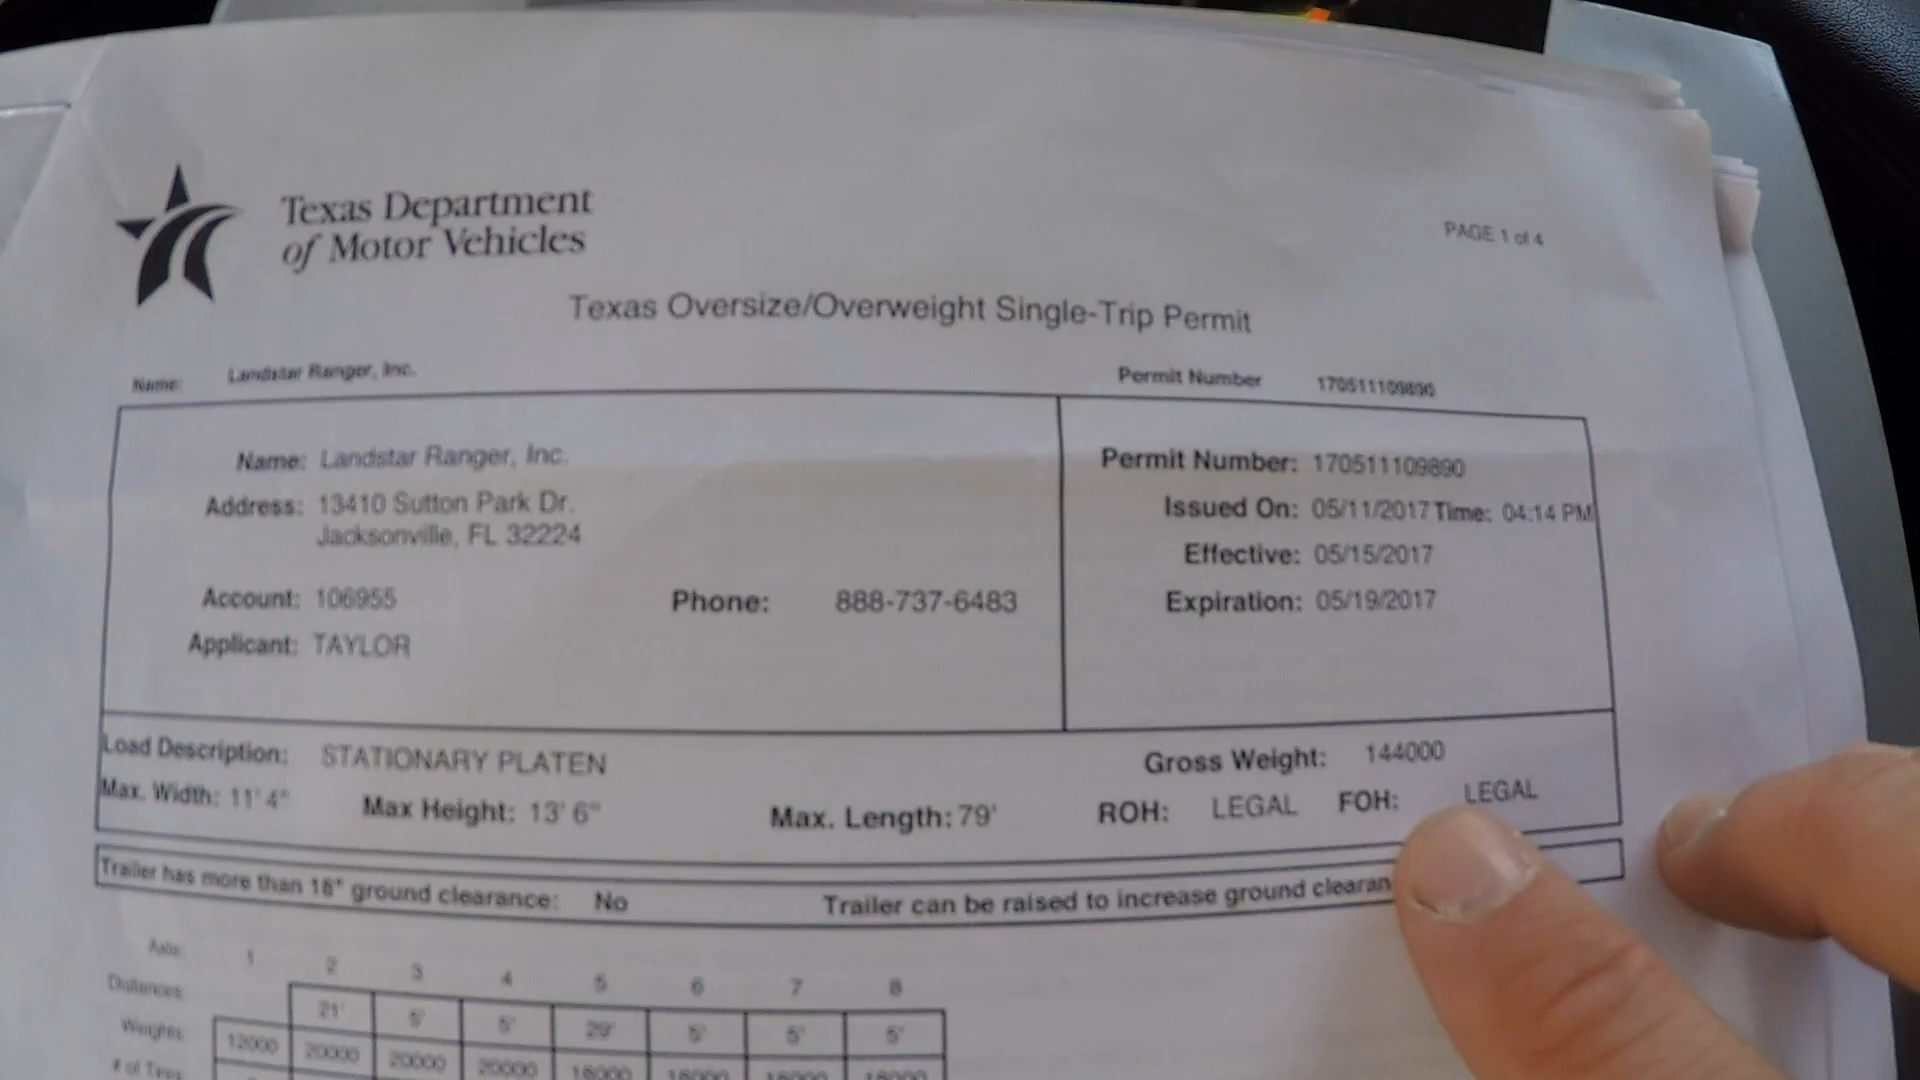 Texas Department
of Motor Vehicles
PAGE 1 of 4
Texas Oversize/Overweight Single-Trip Permit
Name: Landstar Ranger, Inc. Permit Number 170511109890
Name: Landstar Ranger, Inc. Permit Number: 170511109890
Address: 13410 Sutton Park Dr. Issued On: 05/11/2017 Time: 04:14 PM
Jacksonville, FL 32224 Effective: 05/15/2017
Account: 106955 Phone: 888-737-6483 Expiration: 05/19/2017
Applicant: TAYLOR
Load Description: STATIONARY PLATEN Gross Weight: 144000
Max. Width: 11' 4" Max Height: 13' 6" Max. Length: 79' ROH: LEGAL FOH: LEGAL
Trailer has more than 16" ground clearance: No Trailer can be raised to increase ground clearan
Axle: 1 2 3 4 5 6 7 8
Distances: 21' 5' 5' 29' 5' 5' 5'
Weights: 12000 20000 20000 20000 18000 18000 18000 18000
# of Tires: